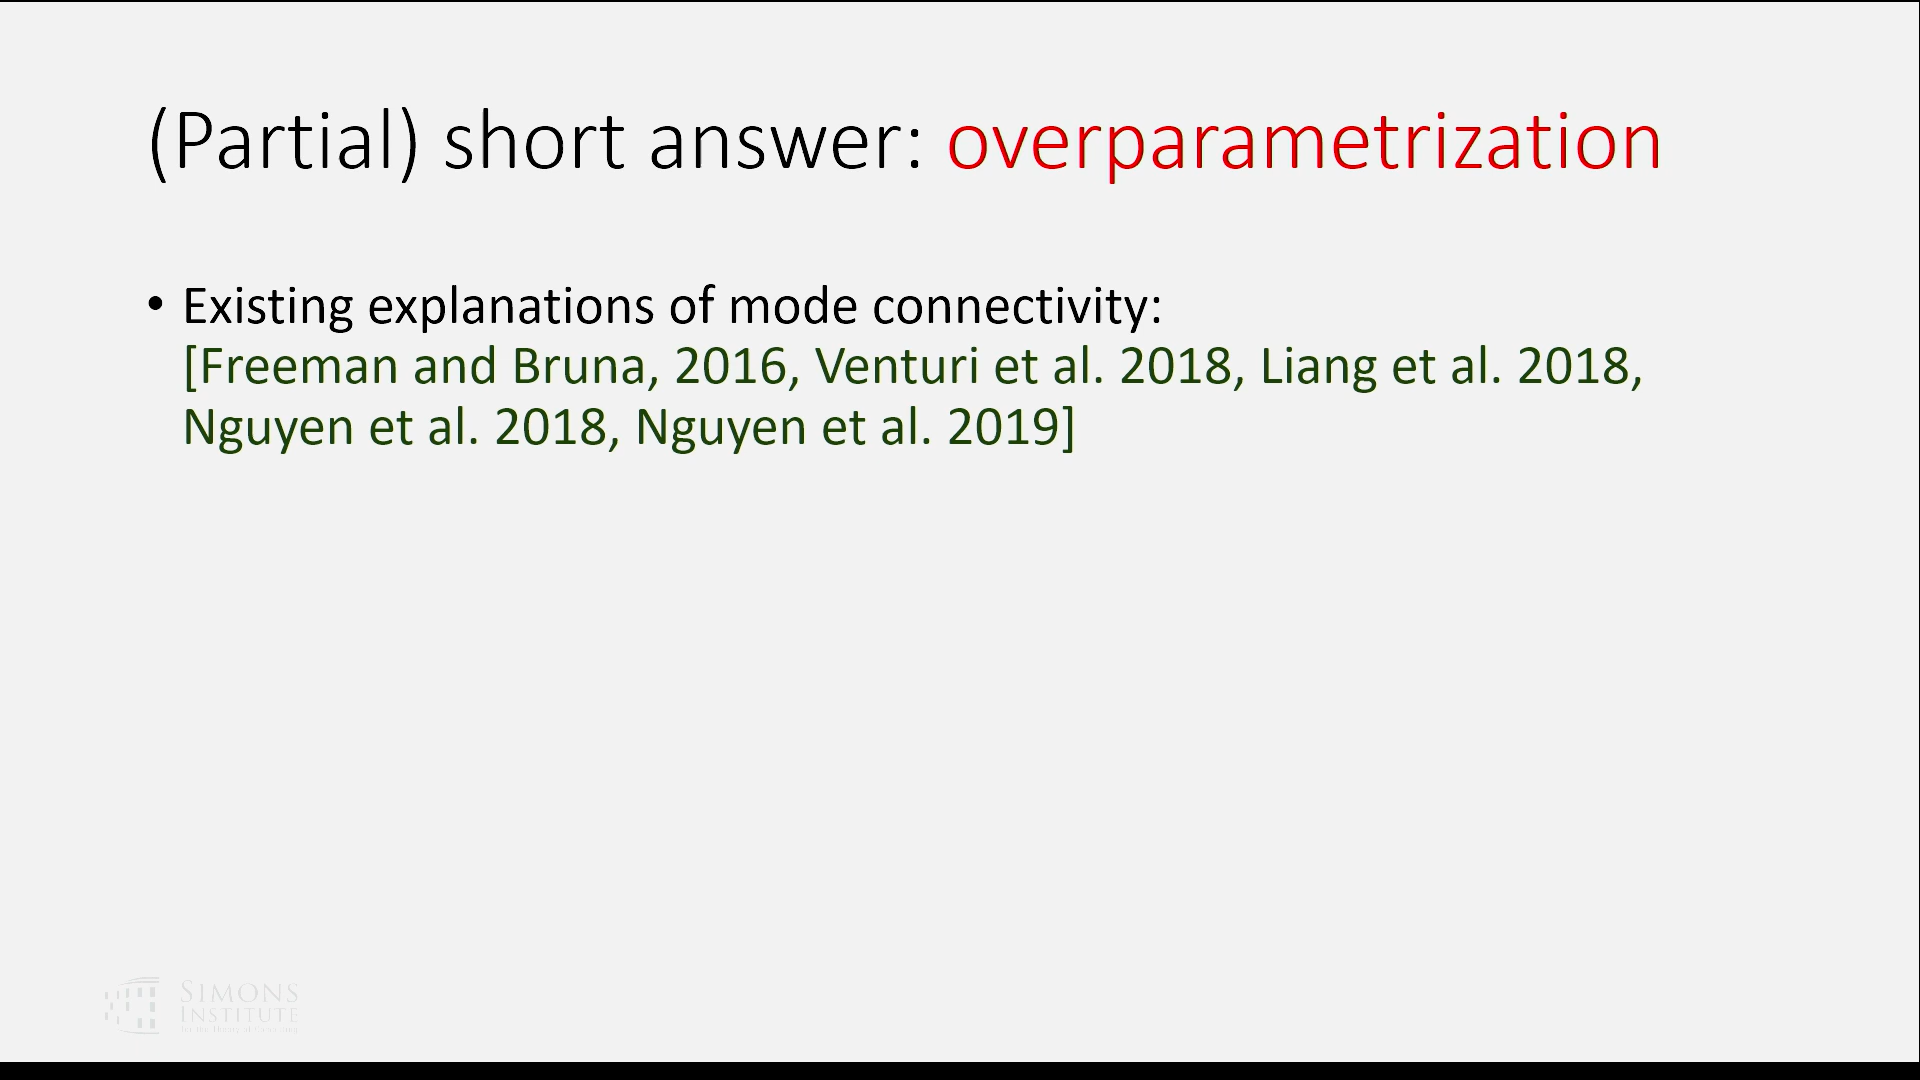 (Partial) short answer: overparametrization
• Existing explanations of mode connectivity:
[Freeman and Bruna, 2016, Venturi et al. 2018, Liang et al. 2018,
Nguyen et al. 2018, Nguyen et al. 2019]
SIMONS
INSTITUTE